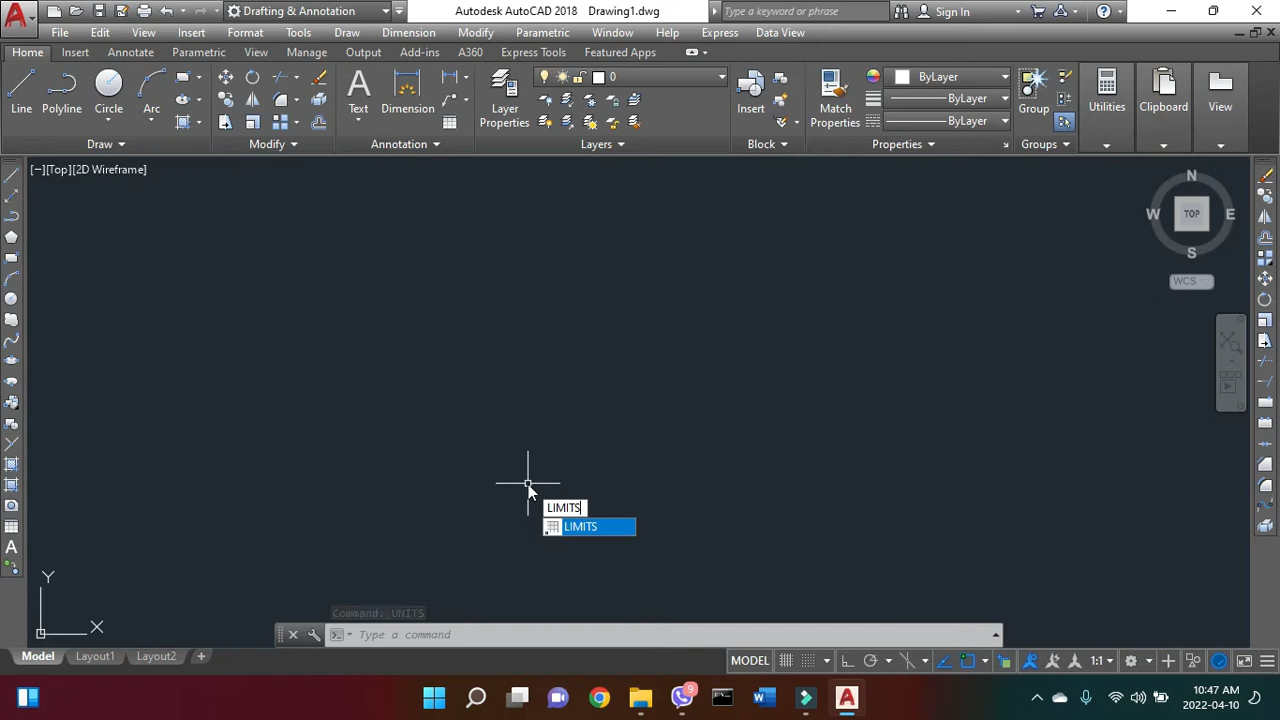 Drafting & Annotation
Autodesk AutoCAD 2018 Drawing1.dwg
Type a keyword or phrase
Sign In
File Edit View Insert Format Tools Draw Dimension Modify Parametric Window Help Express Data View
Home Insert Annotate Parametric View Manage Output Add-ins A360 Express Tools Featured Apps
Line Polyline Circle Arc
Text Dimension
Layer Properties
0
Insert
Match Properties
ByLayer
ByLayer
ByLayer
Group
Utilities Clipboard View
Draw Modify Annotation Layers Block Properties Groups
[−][Top][2D Wireframe]
N
W TOP E
S
WCS
LIMITS
LIMITS
Y
X
Command: UNITS
Type a command
Model Layout1 Layout2 +
MODEL
1:1
9
10:47 AM
2022-04-10